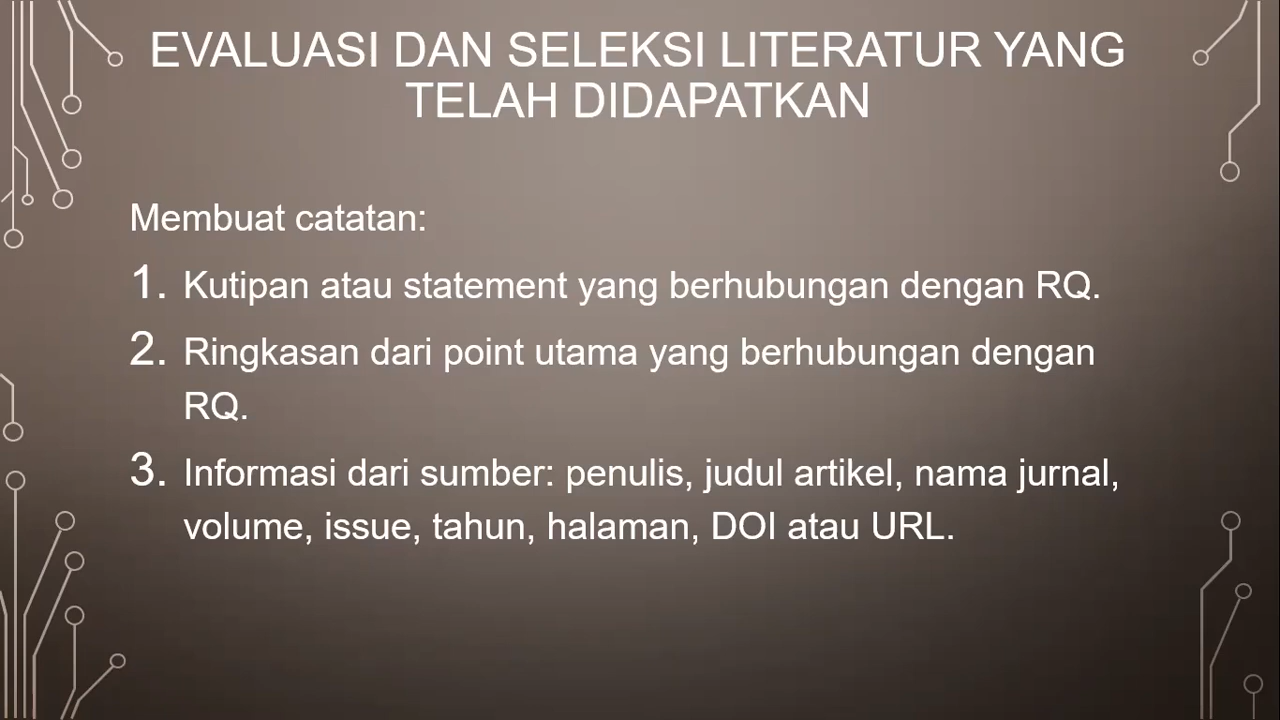 EVALUASI DAN SELEKSI LITERATUR YANG
TELAH DIDAPATKAN
Membuat catatan:
1. Kutipan atau statement yang berhubungan dengan RQ.
2. Ringkasan dari point utama yang berhubungan dengan
RQ.
3. Informasi dari sumber: penulis, judul artikel, nama jurnal,
volume, issue, tahun, halaman, DOI atau URL.